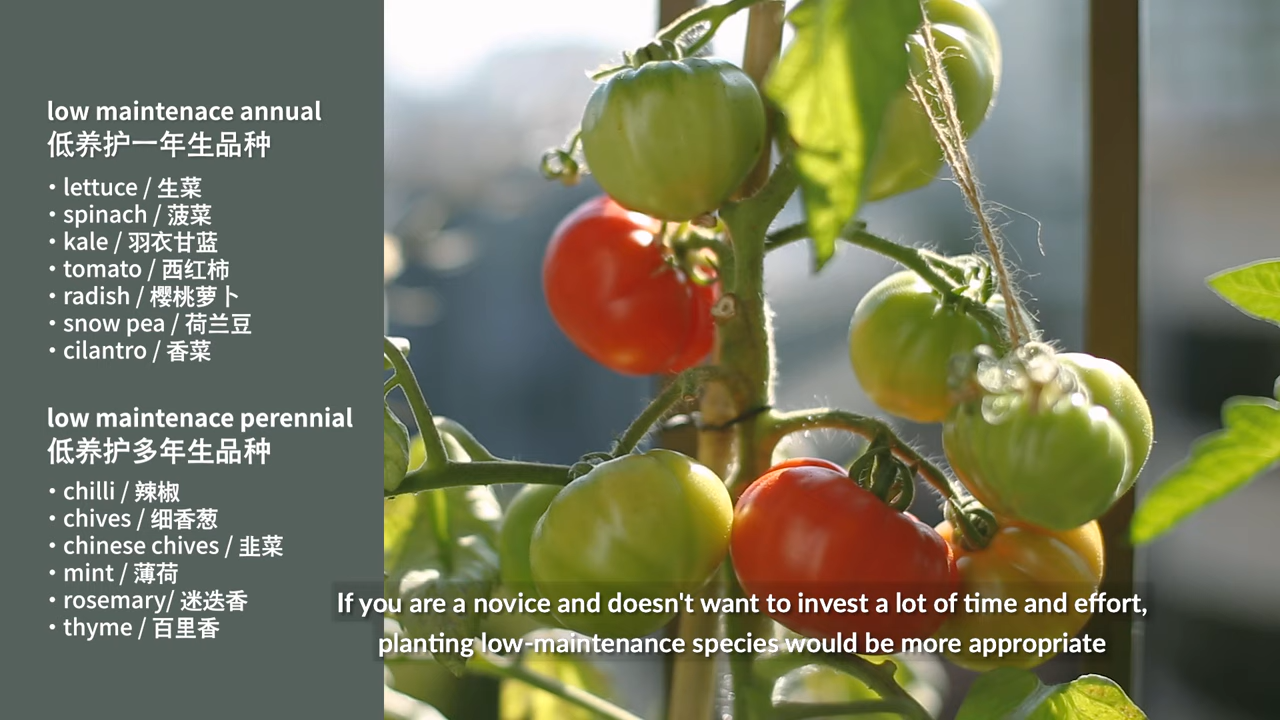 low maintenace annual
低养护一年生品种
• lettuce / 生菜
• spinach / 菠菜
• kale / 羽衣甘蓝
• tomato / 西红柿
• radish / 樱桃萝卜
• snow pea / 荷兰豆
• cilantro / 香菜
low maintenace perennial
低养护多年生品种
• chilli / 辣椒
• chives / 细香葱
• chinese chives / 韭菜
• mint / 薄荷
• rosemary/ 迷迭香
• thyme / 百里香
If you are a novice and doesn't want to invest a lot of time and effort,
planting low-maintenance species would be more appropriate